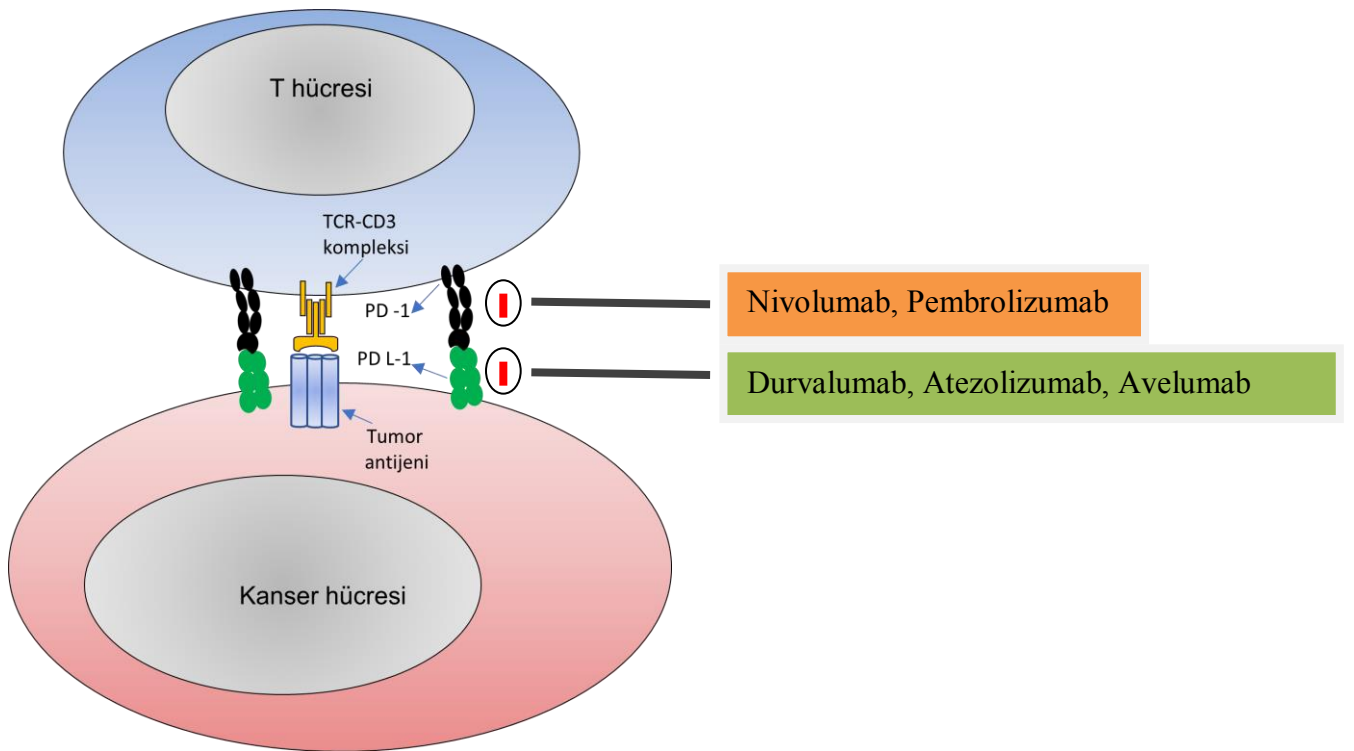 T hücresi
TCR-CD3
kompleksi
PD -1
Nivolumab, Pembrolizumab
PD L-1
Durvalumab, Atezolizumab, Avelumab
Tumor
antijeni
Kanser hücresi